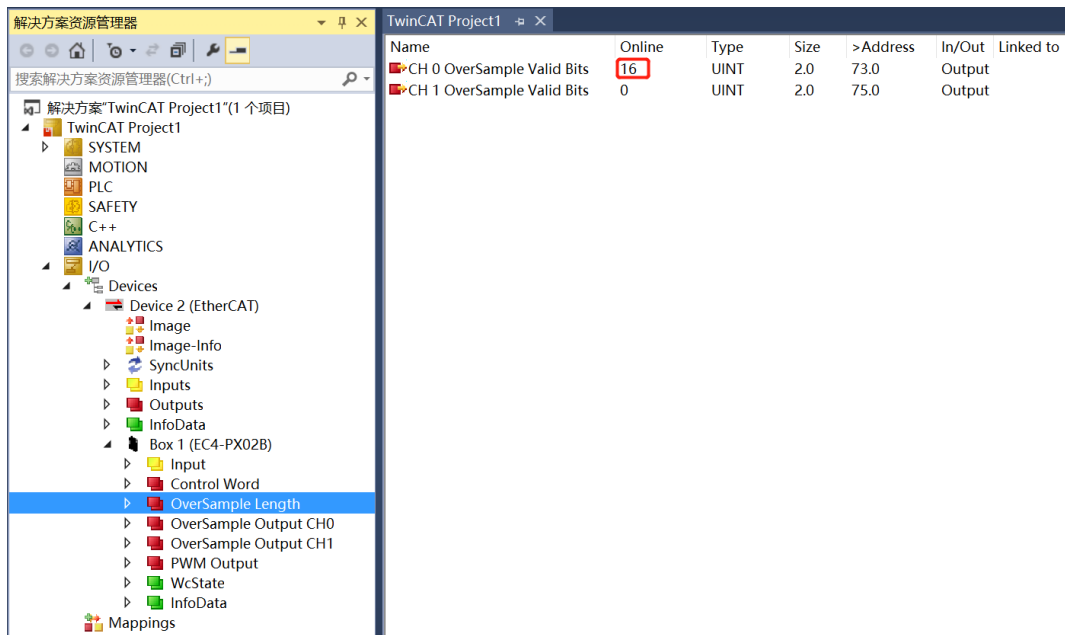 解决方案资源管理器
搜索解决方案资源管理器(Ctrl+;)
解决方案"TwinCAT Project1"(1 个项目)
TwinCAT Project1
SYSTEM
MOTION
PLC
SAFETY
C++
ANALYTICS
I/O
Devices
Device 2 (EtherCAT)
Image
Image-Info
SyncUnits
Inputs
Outputs
InfoData
Box 1 (EC4-PX02B)
Input
Control Word
OverSample Length
OverSample Output CH0
OverSample Output CH1
PWM Output
WcState
InfoData
Mappings
TwinCAT Project1
Name Online Type Size >Address In/Out Linked to
CH 0 OverSample Valid Bits 16 UINT 2.0 73.0 Output
CH 1 OverSample Valid Bits 0 UINT 2.0 75.0 Output